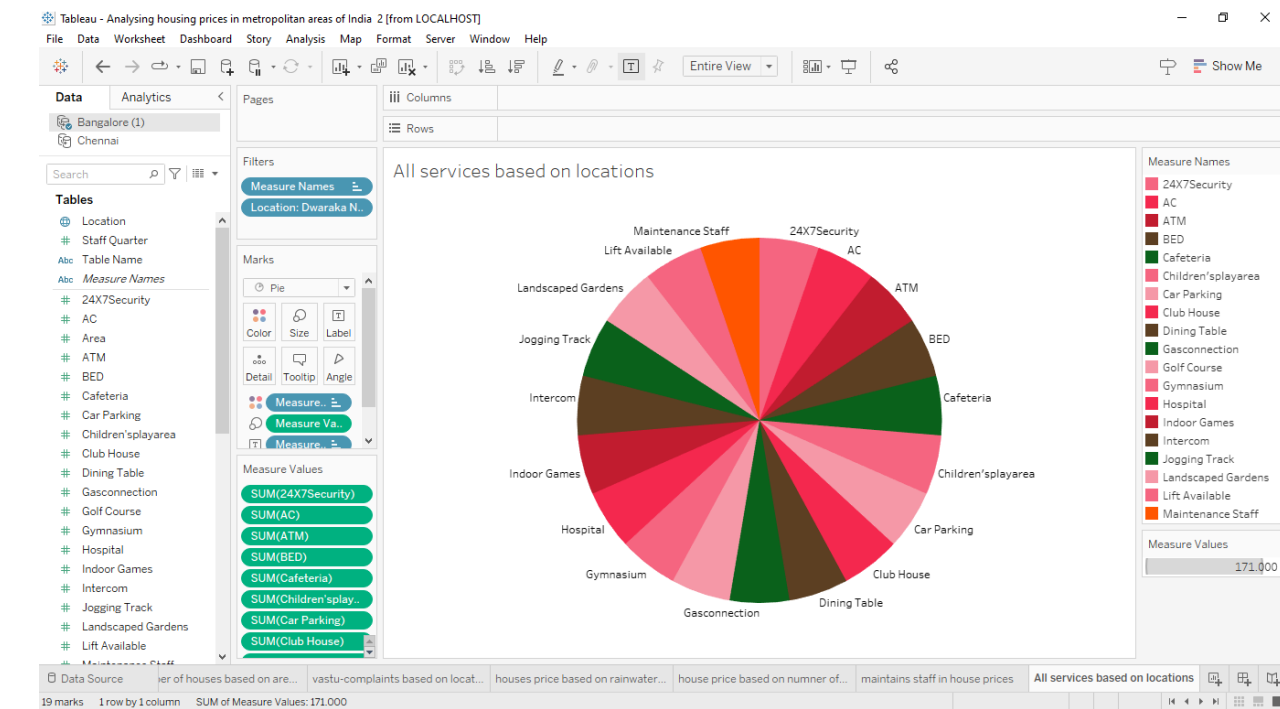 Tableau - Analysing housing prices in metropolitan areas of India 2 [from LOCALHOST]
File Data Worksheet Dashboard Story Analysis Map Format Server Window Help
Entire View
Show Me
Data Analytics
Bangalore (1)
Chennai
Search
Tables
Location
Staff Quarter
Abc Table Name
Abc Measure Names
24X7Security
AC
Area
ATM
BED
Cafeteria
Car Parking
Children'splayarea
Club House
Dining Table
Gasconnection
Golf Course
Gymnasium
Hospital
Indoor Games
Intercom
Jogging Track
Landscaped Gardens
Lift Available
Maintenance Staff
Pages
Filters
Measure Names
Location: Dwaraka N..
Marks
Pie
Color Size Label
Detail Tooltip Angle
Measure..
Measure Va..
Measure..
Measure Values
SUM(24X7Security)
SUM(AC)
SUM(ATM)
SUM(BED)
SUM(Cafeteria)
SUM(Children'splay..
SUM(Car Parking)
SUM(Club House)
Columns
Rows
All services based on locations
Maintenance Staff
24X7Security
Lift Available
AC
Landscaped Gardens
ATM
Jogging Track
BED
Intercom
Cafeteria
Indoor Games
Children'splayarea
Hospital
Car Parking
Gymnasium
Club House
Gasconnection
Dining Table
Measure Names
24X7Security
AC
ATM
BED
Cafeteria
Children'splayarea
Car Parking
Club House
Dining Table
Gasconnection
Golf Course
Gymnasium
Hospital
Indoor Games
Intercom
Jogging Track
Landscaped Gardens
Lift Available
Maintenance Staff
Measure Values
171.000
Data Source
er of houses based on are...
vastu-complaints based on locat...
houses price based on rainwater...
house price based on numner of...
maintains staff in house prices
All services based on locations
19 marks 1 row by 1 column SUM of Measure Values: 171.000